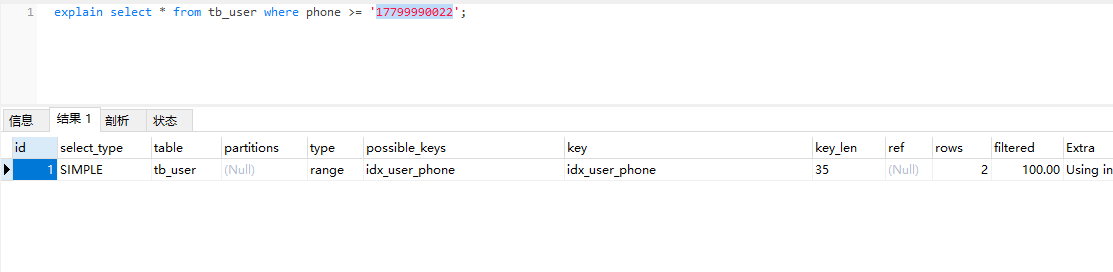 1 explain select * from tb_user where phone >= '17799990022';
信息 结果 1 剖析 状态
id select_type table partitions type possible_keys key key_len ref rows filtered Extra
1 SIMPLE tb_user (Null) range idx_user_phone idx_user_phone 35 (Null) 2 100.00 Using in